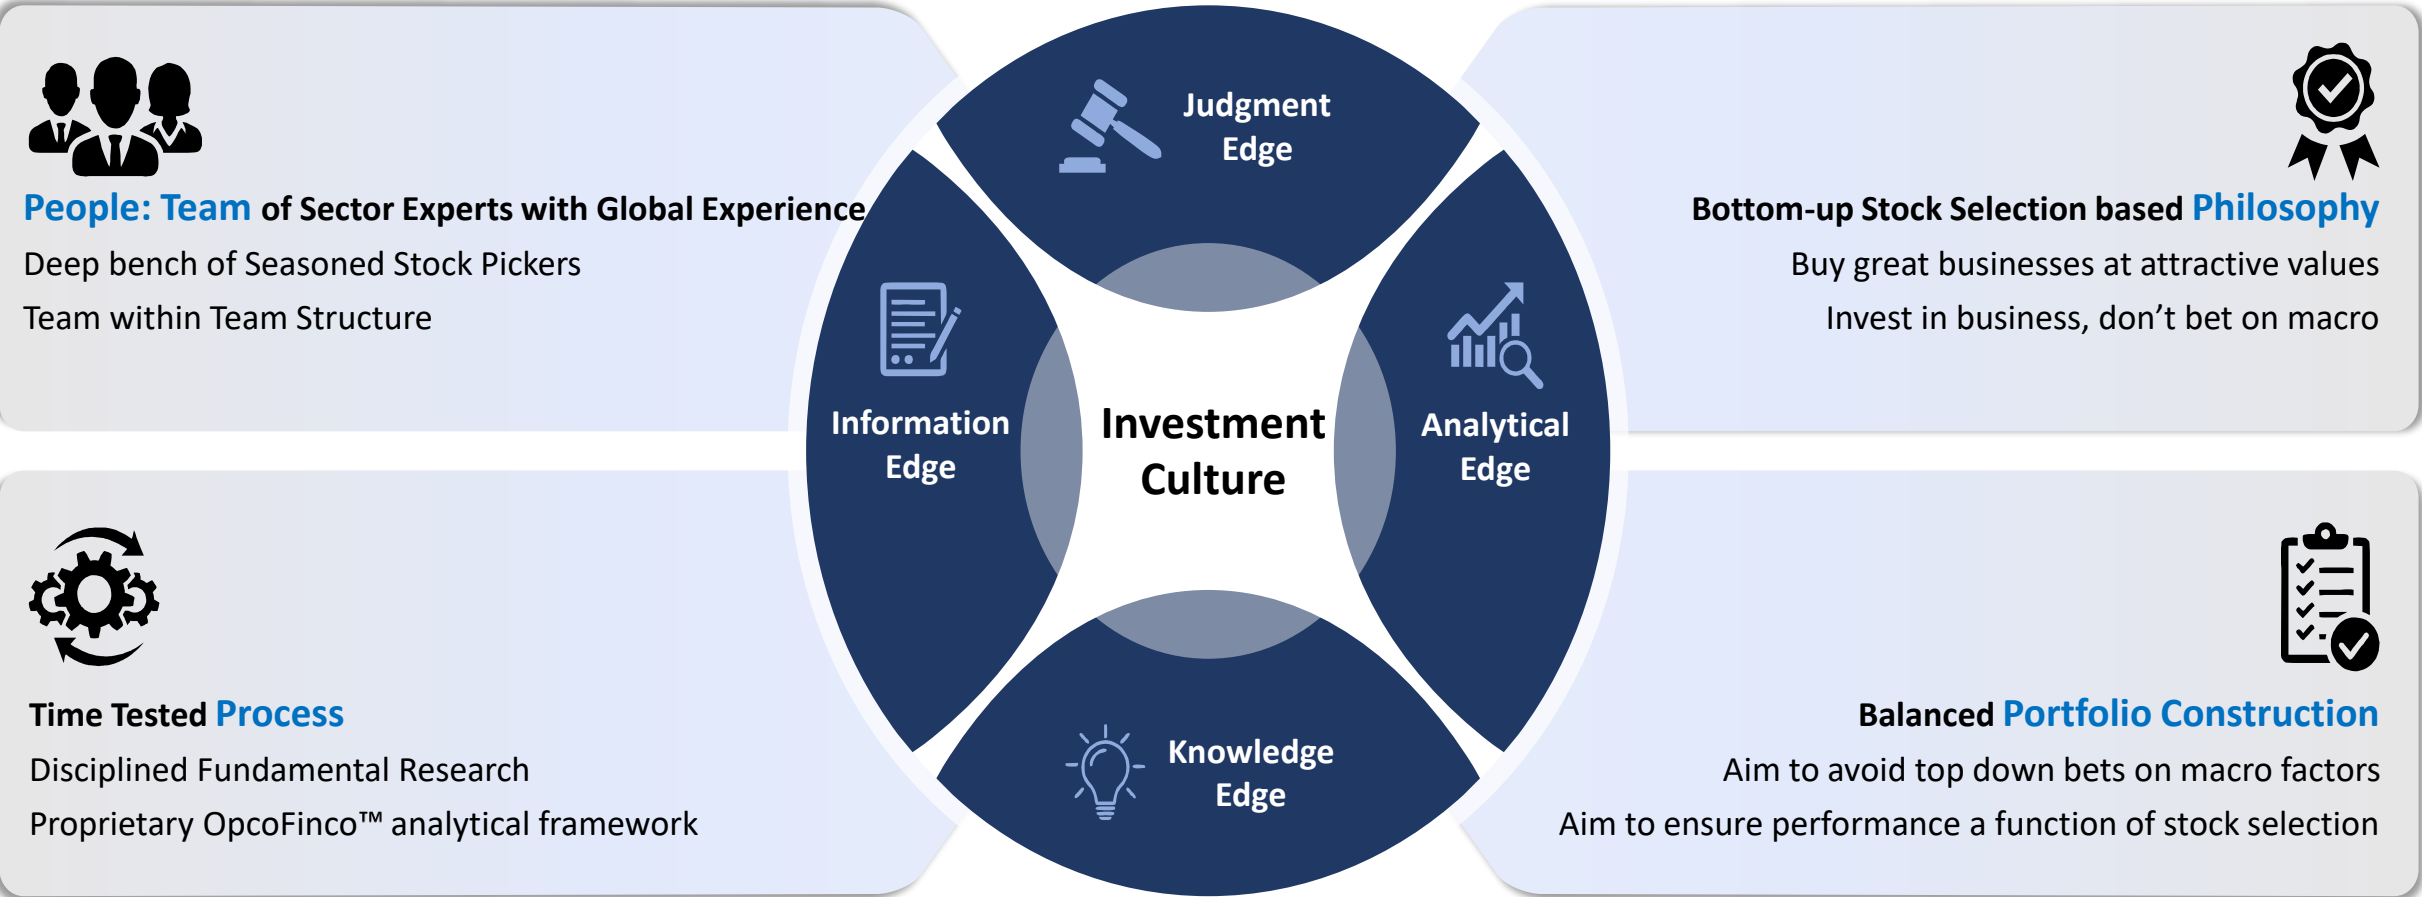 People: Team of Sector Experts with Global Experience
Deep bench of Seasoned Stock Pickers
Team within Team Structure
Judgment
Edge
Bottom-up Stock Selection based Philosophy
Buy great businesses at attractive values
Invest in business, don’t bet on macro
Information
Edge
Investment
Culture
Analytical
Edge
Time Tested Process
Disciplined Fundamental Research
Proprietary OpcoFinco™ analytical framework
Knowledge
Edge
Balanced Portfolio Construction
Aim to avoid top down bets on macro factors
Aim to ensure performance a function of stock selection